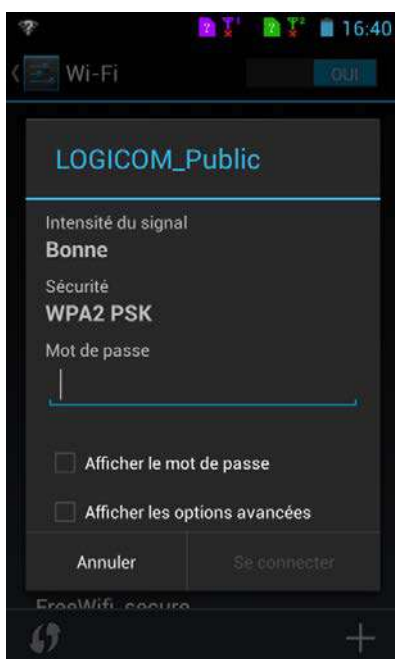 16:40
Wi-Fi
OUI
LOGICOM_Public
Intensité du signal
Bonne
Sécurité
WPA2 PSK
Mot de passe
Afficher le mot de passe
Afficher les options avancées
Annuler
Se connecter
FreeWifi_secure